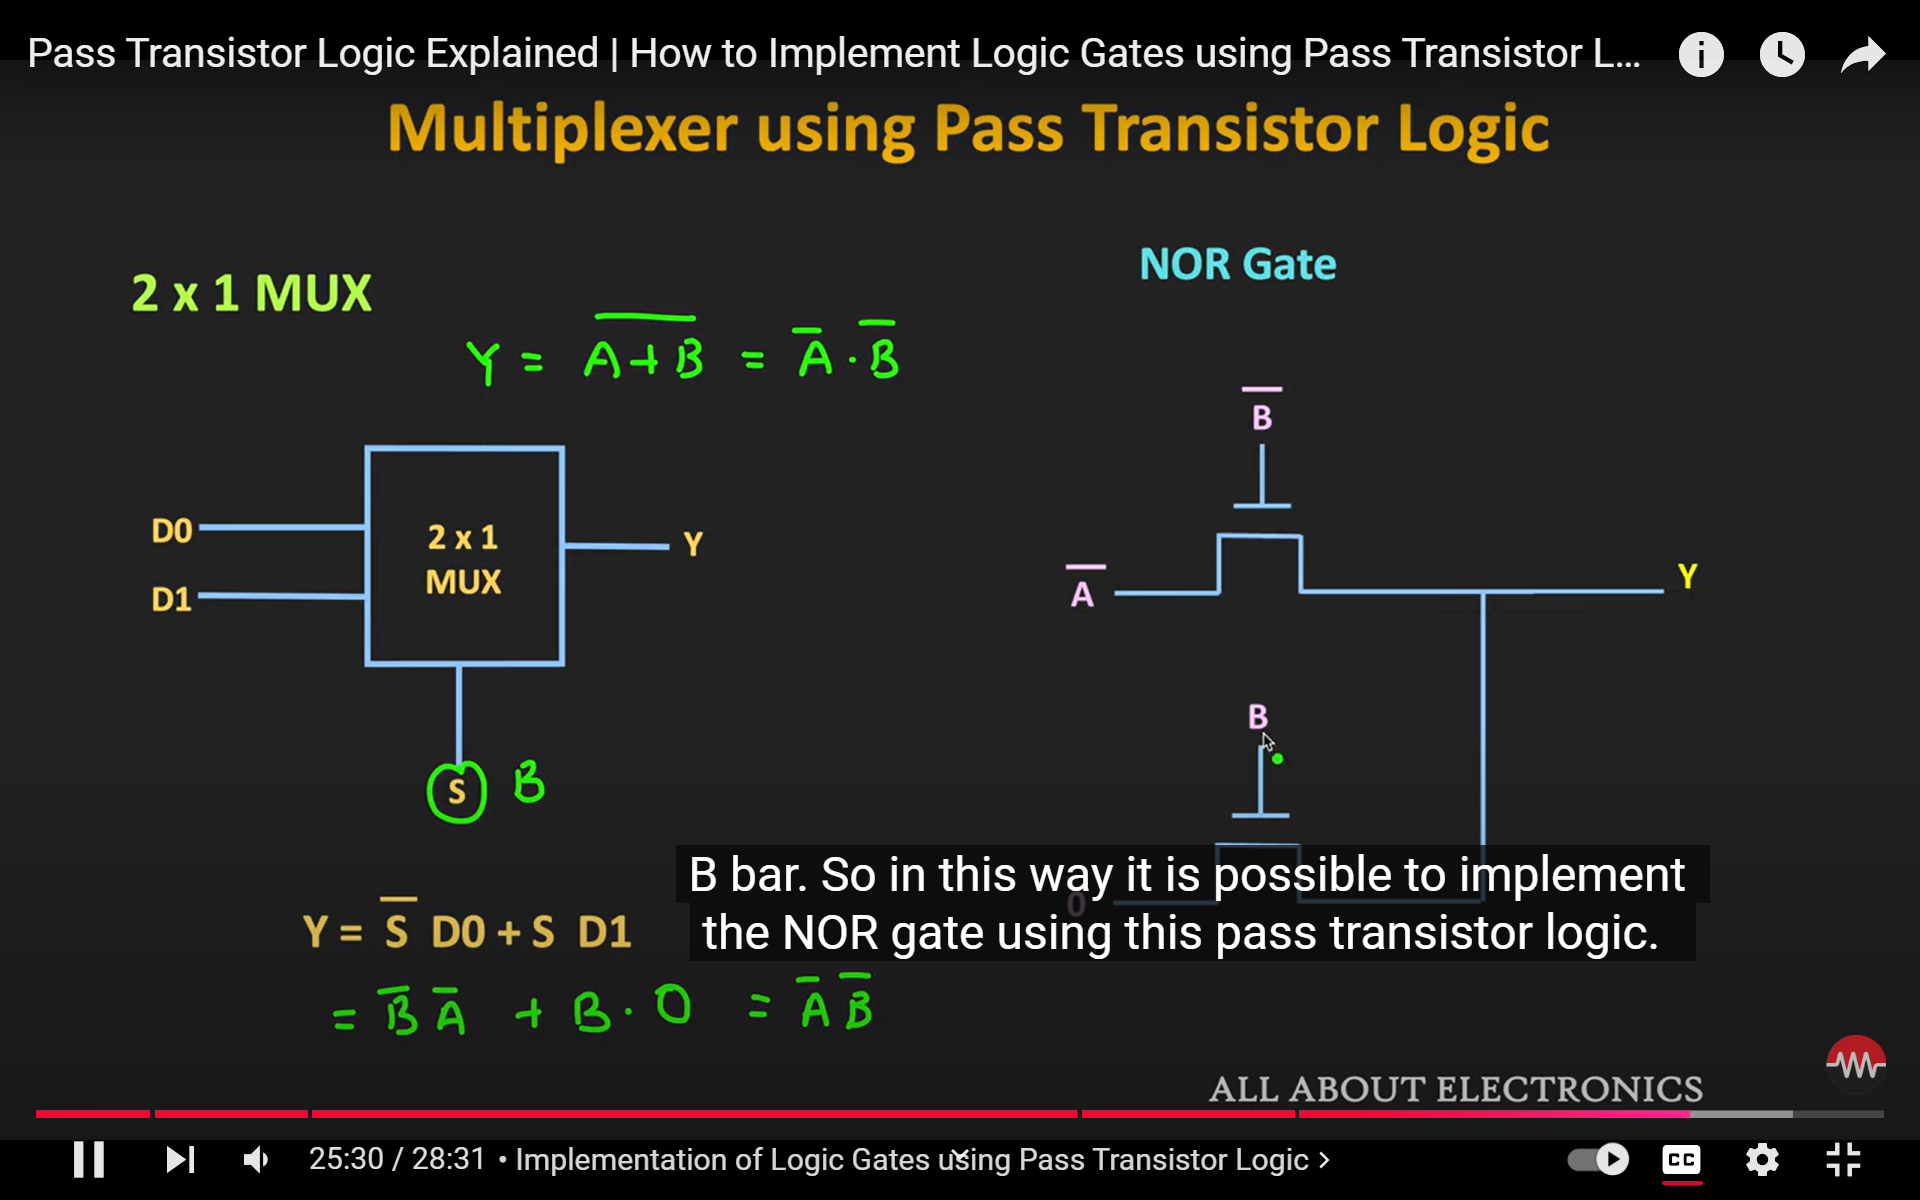 Pass Transistor Logic Explained | How to Implement Logic Gates using Pass Transistor L...
Multiplexer using Pass Transistor Logic
2 x 1 MUX
NOR Gate
Y = \overline{A+B} = \overline{A} · \overline{B}
\overline{B}
D0
D1
2 x 1
MUX
Y
\overline{A}
Y
B
S
B
0
B bar. So in this way it is possible to implement
the NOR gate using this pass transistor logic.
Y = \overline{S} D0 + S D1
= \overline{B} \overline{A} + B · 0 = \overline{A} \overline{B}
ALL ABOUT ELECTRONICS
25:30 / 28:31 • Implementation of Logic Gates using Pass Transistor Logic >
CC